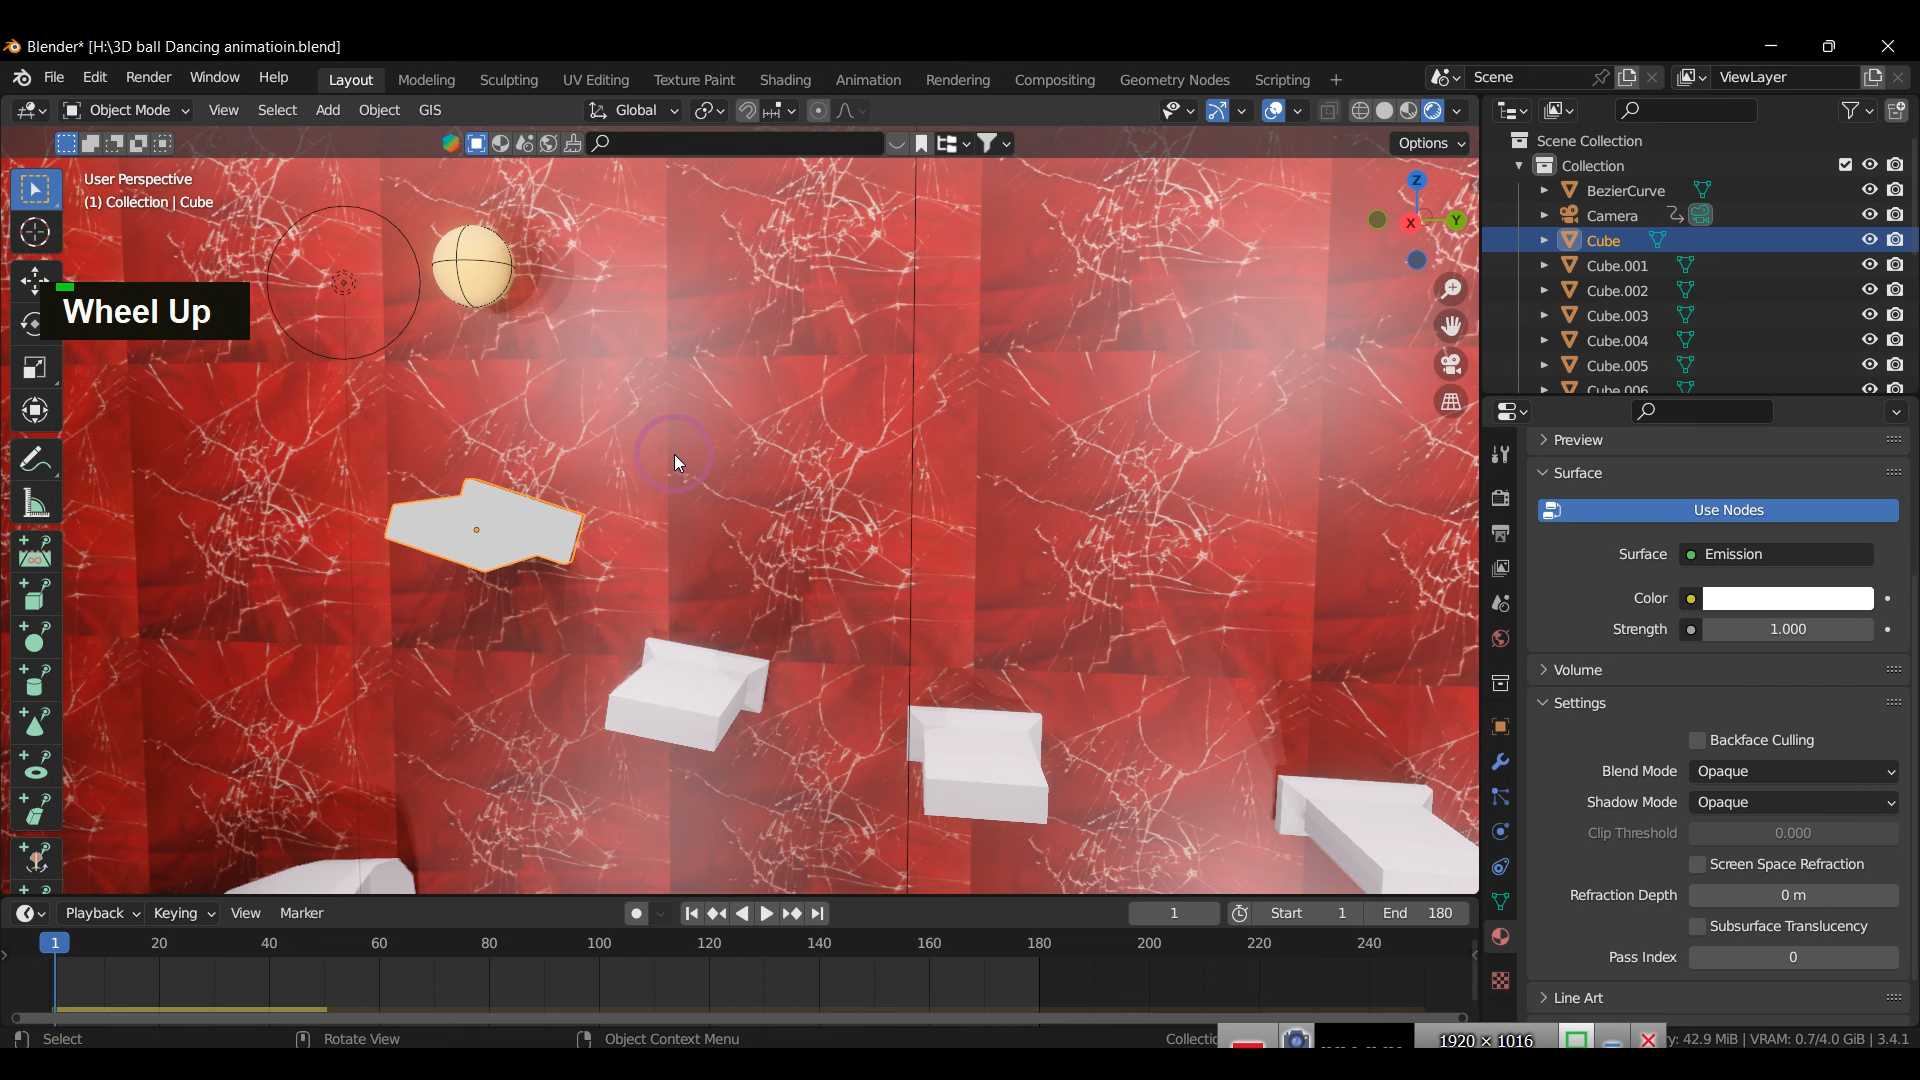 Blender* [H:\3D ball Dancing animatioin.blend]
File Edit Render Window Help Layout Modeling Sculpting UV Editing Texture Paint Shading Animation Rendering Compositing Geometry Nodes Scripting + Scene ViewLayer
Object Mode View Select Add Object GIS Global
Options
Scene Collection
Collection
BezierCurve
Camera
Cube
Cube.001
Cube.002
Cube.003
Cube.004
Cube.005
Cube.006
User Perspective
(1) Collection | Cube
Z
Y
X
Wheel Up
Preview
Surface
Use Nodes
Surface Emission
Color
Strength 1.000
Volume
Settings
Backface Culling
Blend Mode Opaque
Shadow Mode Opaque
Clip Threshold 0.000
Screen Space Refraction
Refraction Depth 0 m
Subsurface Translucency
Pass Index 0
Line Art
Playback Keying View Marker 1 Start 1 End 180
1 20 40 60 80 100 120 140 160 180 200 220 240
Select Rotate View Object Context Menu 1920 × 1016 42.9 MiB | VRAM: 0.7/4.0 GiB | 3.4.1